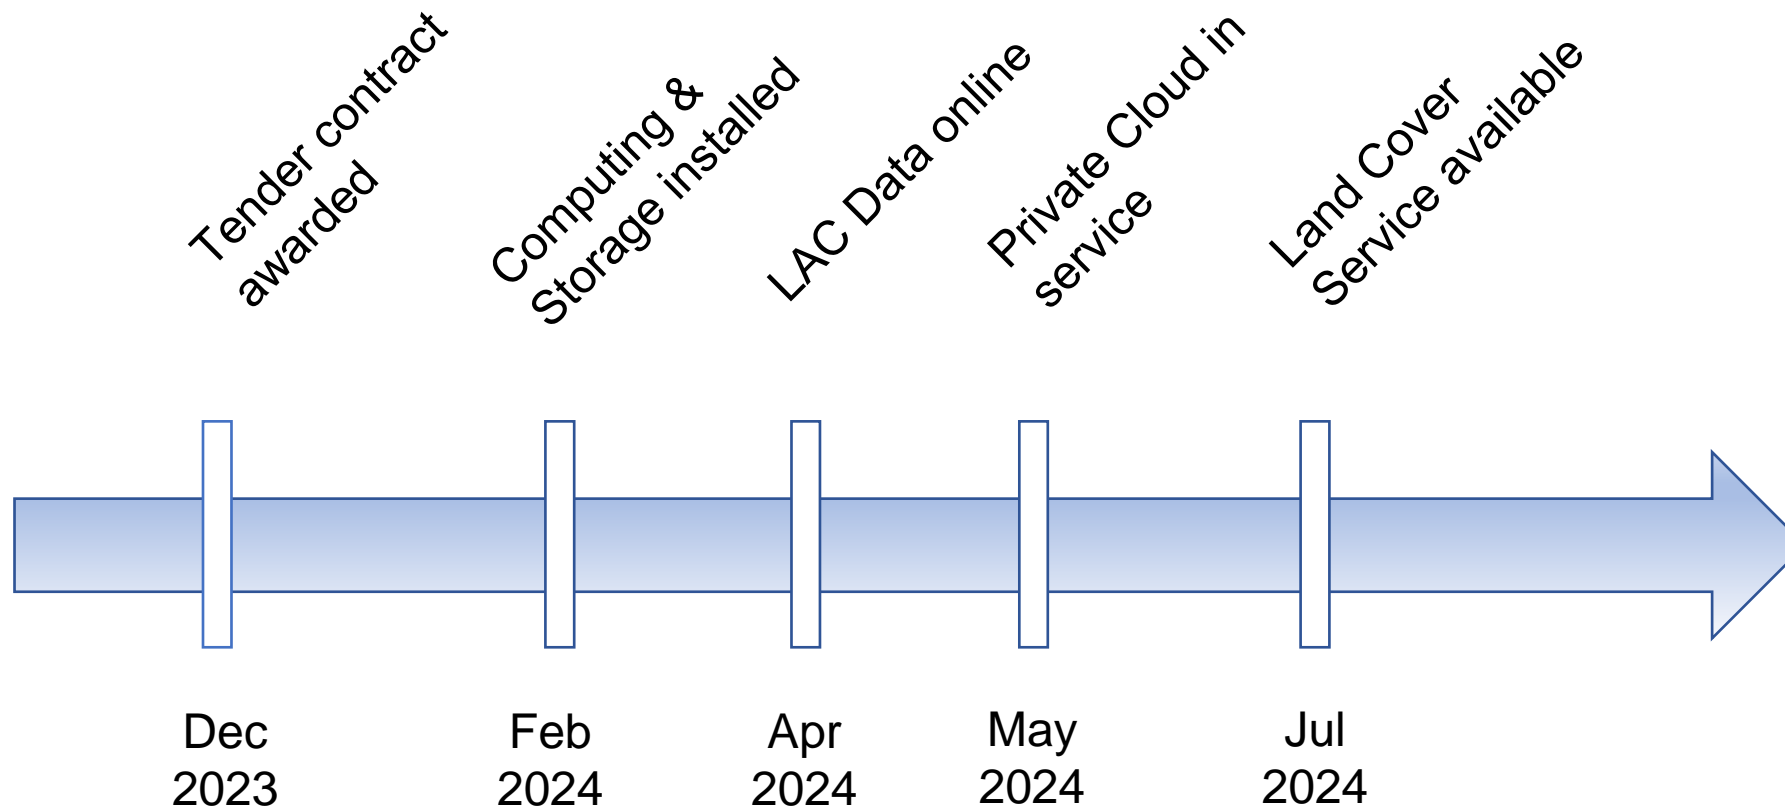 Tender contract
awarded
Computing &
Storage installed
LAC Data online
Private Cloud in
service
Land Cover
Service available
Dec
2023
Feb
2024
Apr
2024
May
2024
Jul
2024